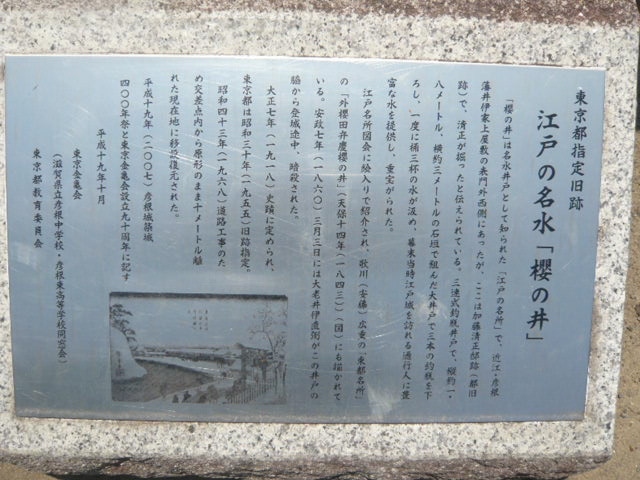 東京都指定旧跡
江戸の名水「櫻の井」
「櫻の井」は名水井戸として知られた「江戸の名所」で、近江・彦根
藩井伊家上屋敷の表門外西側にあったが、ここは加藤清正邸跡（都旧
跡）で、清正が掘ったと伝えられている。三連式釣瓶井戸で、縦約一・
八メートル、横約三メートルの石垣で組んだ大井戸で三本の釣瓶を下
ろし、一度に桶三杯の水が汲め、幕末当時江戸城を訪れる通行人に豊
富な水を提供し、重宝がられた。
江戸名所図会に絵入りで紹介され、歌川（安藤）広重の「東都名所」
の「外櫻田弁慶櫻の井」（天保十四年（一八四三））（図）にも描かれて
いる。安政七年（一八六〇）三月三日には大老井伊直弼がこの井戸の
脇から登城途中、暗殺された。
大正七年（一九一八）史蹟に定められ、
東京都は昭和三十年（一九五五）旧跡指定。
昭和四十三年（一九六八）道路工事のた
め交差点内から原形のまま十メートル離
れた現在地に移設復元された。
平成十九年（二〇〇七）彦根城築城
四〇〇年祭と東京金亀会設立九十周年に記す
平成十九年十月
東京金亀会
（滋賀県立彦根中学校・彦根東高等学校同窓会）
東京都教育委員会